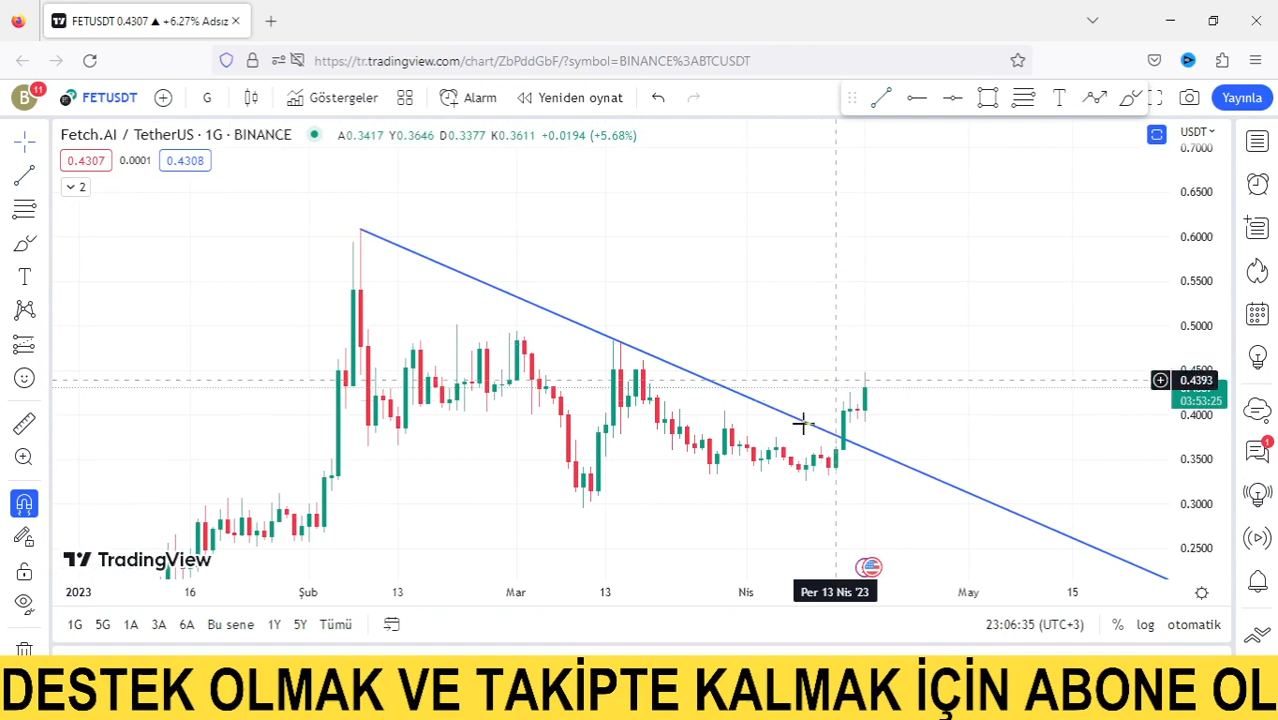 FETUSDT 0.4307 ▲ +6.27% Adsız
https://tr.tradingview.com/chart/ZbPddGbF/?symbol=BINANCE%3ABTCUSDT
B 11 FETUSDT G Göstergeler Alarm Yeniden oynat Yayınla
Fetch.AI / TetherUS · 1G · BINANCE A0.3417 Y0.3646 D0.3377 K0.3611 +0.0194 (+5.68%) USDT
0.4307 0.0001 0.4308
2
0.7000
0.6500
0.6000
0.5500
0.5000
0.4393
03:53:25
0.4000
0.3500
1
0.3000
0.2500
TradingView
2023 16 Şub 13 Mar 13 Nis Per 13 Nis '23 May 15
1G 5G 1A 3A 6A Bu sene 1Y 5Y Tümü 23:06:35 (UTC+3) % log otomatik
DESTEK OLMAK VE TAKİPTE KALMAK İÇİN ABONE OL